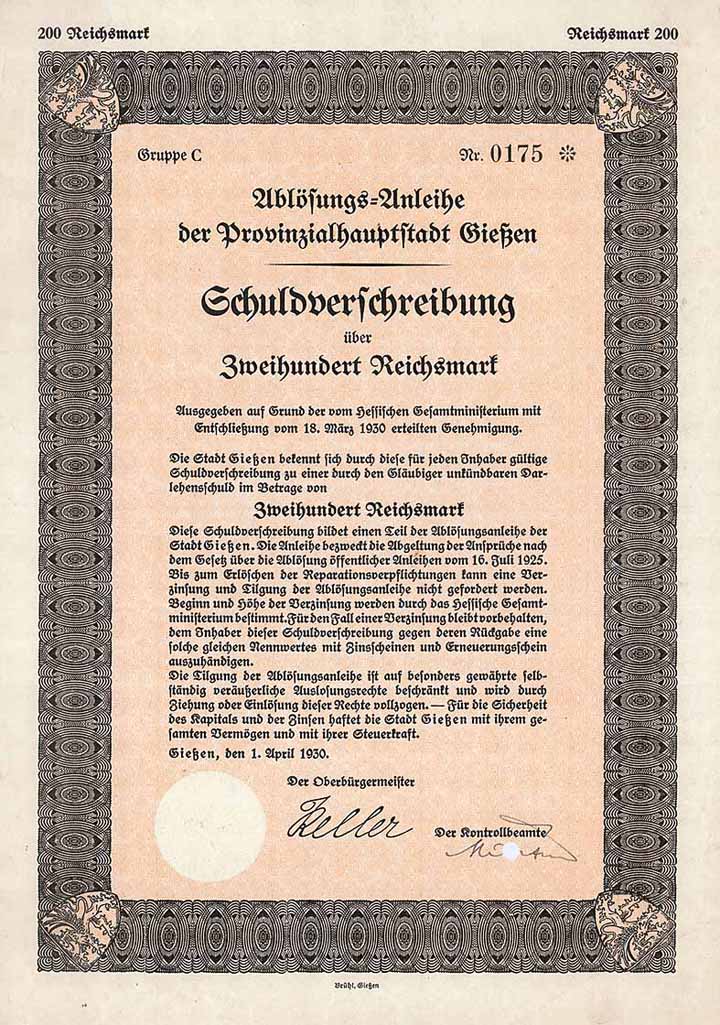 200 Reichsmark
Reichsmark 200
Gruppe C
Nr. 0175 *
Ablösungs=Anleihe
der Provinzialhauptstadt Gießen
Schuldverschreibung
über
Zweihundert Reichsmark
Ausgegeben auf Grund der vom Hessischen Gesamtministerium mit
Entschließung vom 18. März 1930 erteilten Genehmigung.
Die Stadt Gießen bekennt sich durch diese für jeden Inhaber gültige
Schuldverschreibung zu einer durch den Gläubiger unkündbaren Dar-
lehensschuld im Betrage von
Zweihundert Reichsmark
Diese Schuldverschreibung bildet einen Teil der Ablösungsanleihe der
Stadt Gießen. Die Anleihe bezweckt die Abgeltung der Ansprüche nach
dem Gesetz über die Ablösung öffentlicher Anleihen vom 16. Juli 1925.
Bis zum Erlöschen der Reparationsverpflichtungen kann eine Ver-
zinsung und Tilgung der Ablösungsanleihe nicht gefordert werden.
Beginn und Höhe der Verzinsung werden durch das Hessische Gesamt-
ministerium bestimmt. Für den Fall einer Verzinsung bleibt vorbehalten,
dem Inhaber dieser Schuldverschreibung gegen deren Rückgabe eine
solche gleichen Nennwertes mit Zinsscheinen und Erneuerungsschein
auszuhändigen.
Die Tilgung der Ablösungsanleihe ist auf besonders gewährte selb-
ständig veräußerliche Auslosungsrechte beschränkt und wird durch
Ziehung oder Einlösung dieser Rechte vollzogen. — Für die Sicherheit
des Kapitals und der Zinsen haftet die Stadt Gießen mit ihrem ge-
samten Vermögen und mit ihrer Steuerkraft.
Gießen, den 1. April 1930.
Der Oberbürgermeister
Keller
Der Kontrollbeamte
Brühl, Gießen